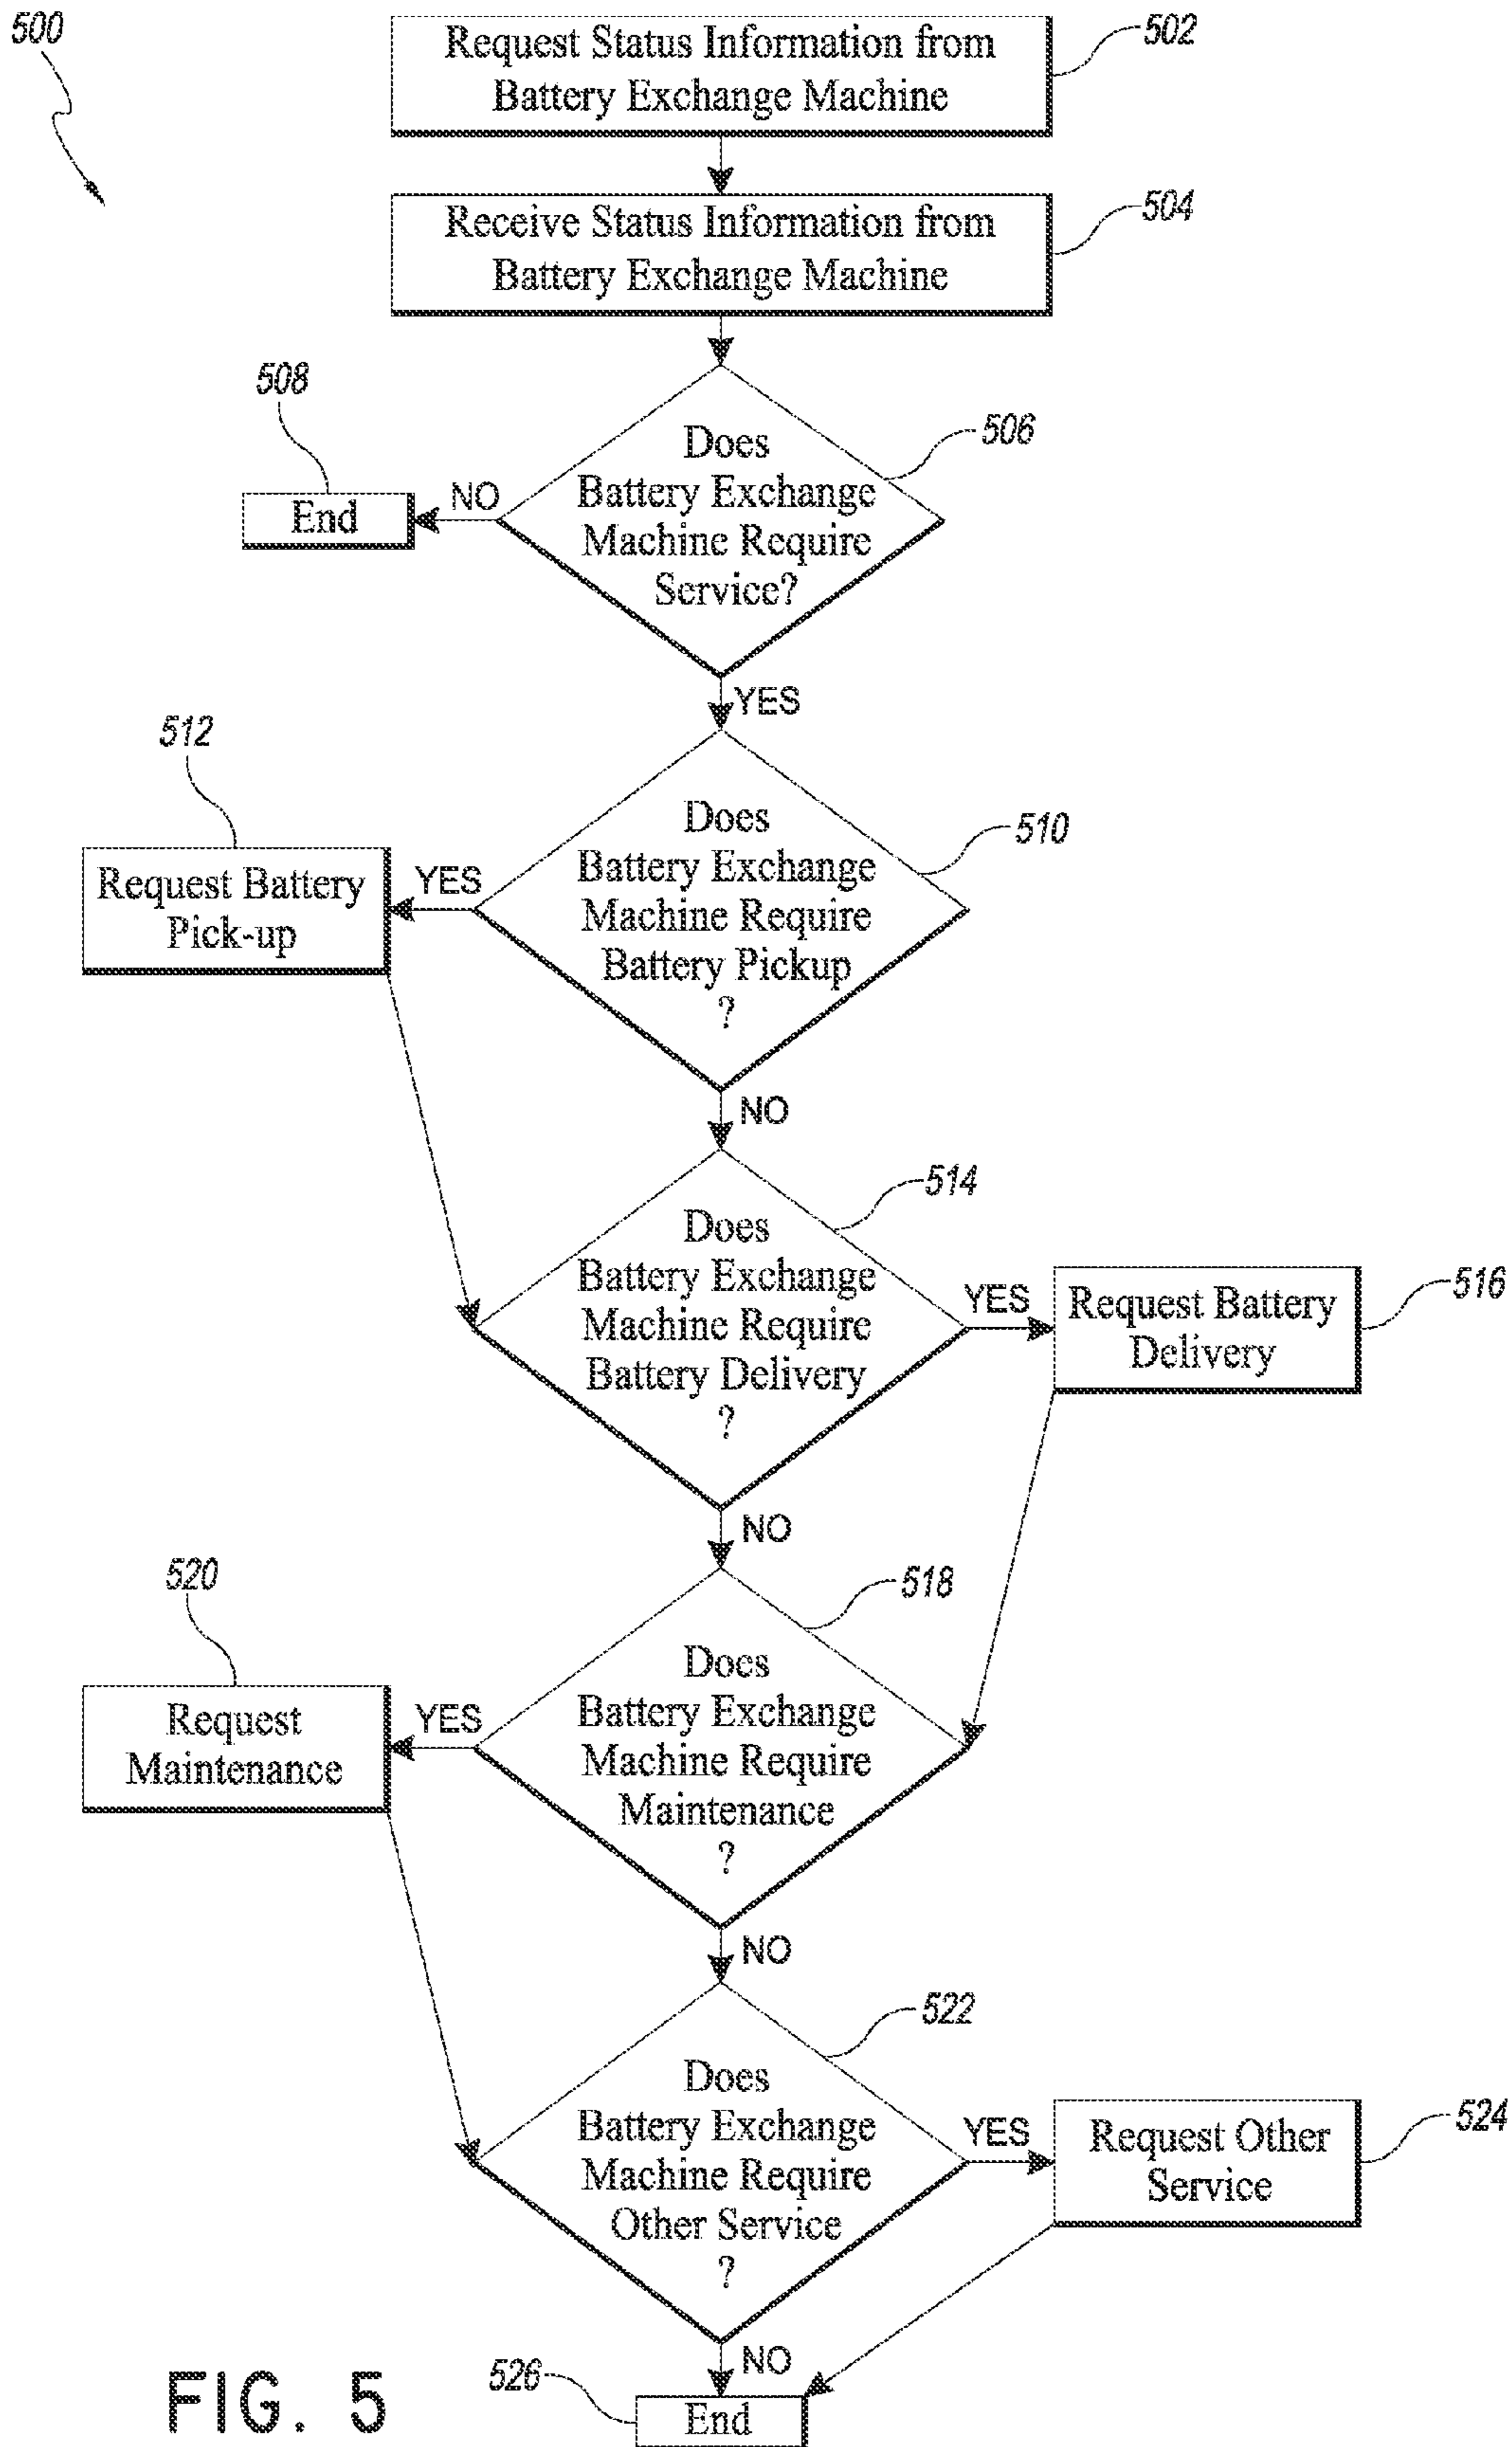 500
Request Status Information from
Battery Exchange Machine
502
Receive Status Information from
Battery Exchange Machine
504
508
506
End
NO
Does
Battery Exchange
Machine Require
Service?
YES
512
510
Request Battery
Pick-up
YES
Does
Battery Exchange
Machine Require
Battery Pickup
?
NO
514
Does
Battery Exchange
Machine Require
Battery Delivery
?
YES
Request Battery
Delivery
516
NO
520
518
Request
Maintenance
YES
Does
Battery Exchange
Machine Require
Maintenance
?
NO
522
Does
Battery Exchange
Machine Require
Other Service
?
YES
Request Other
Service
524
NO
526
End
FIG. 5